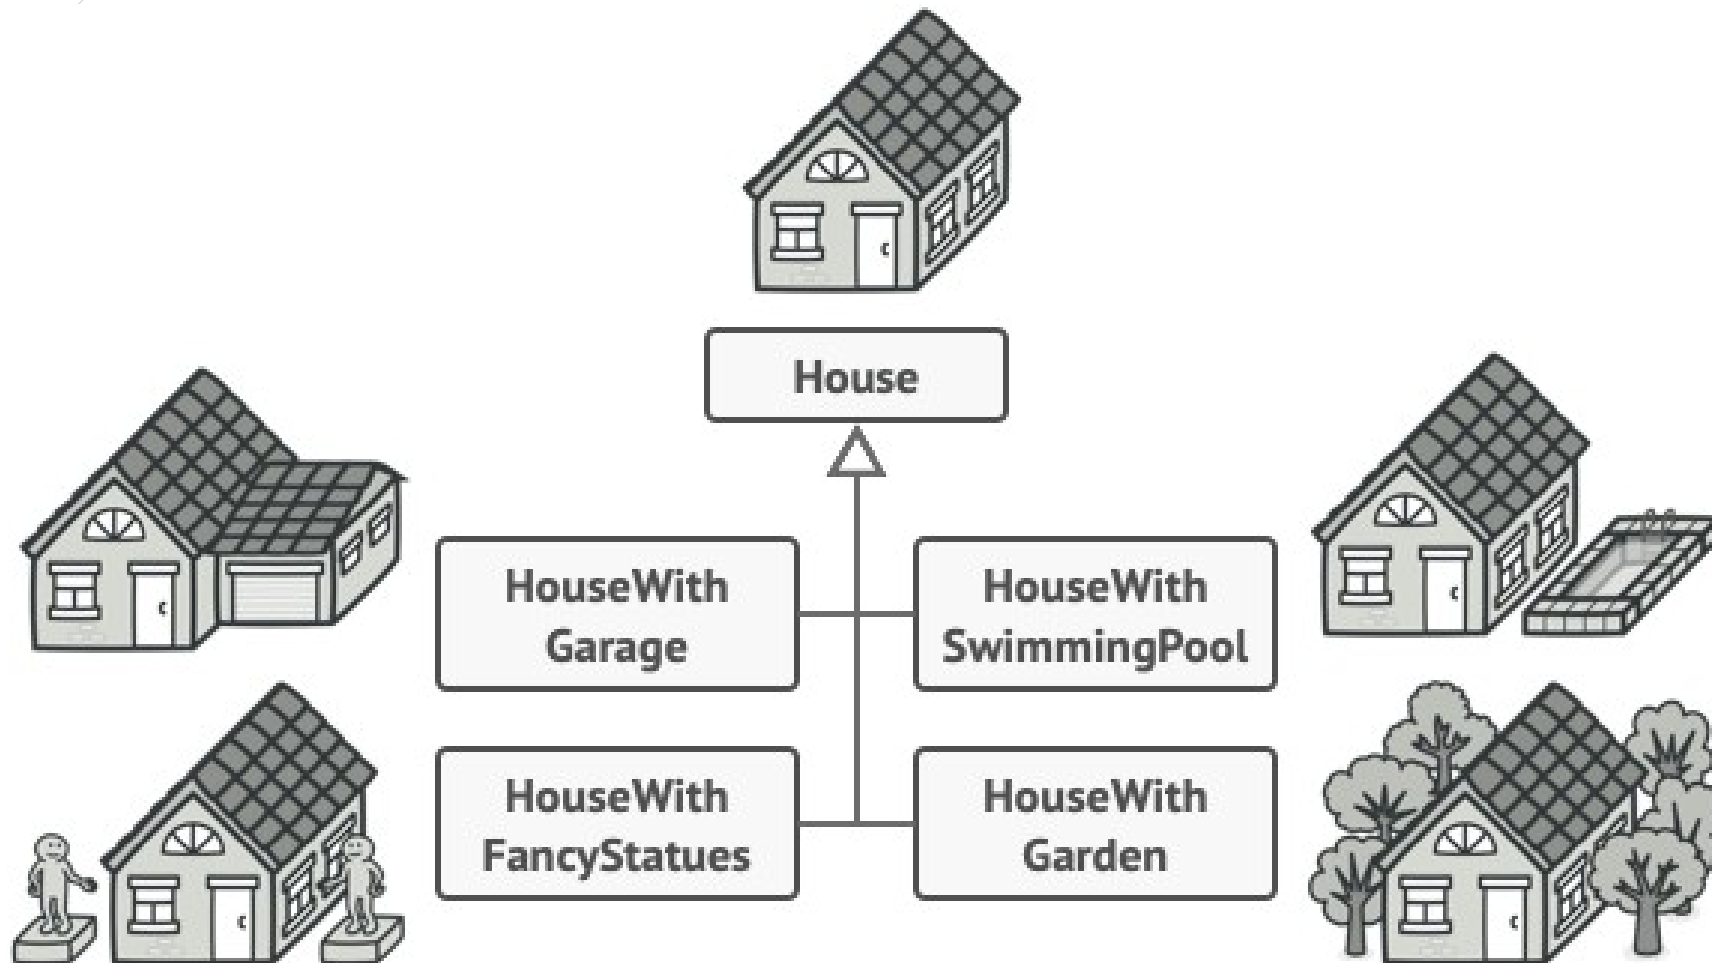 House
HouseWith
Garage
HouseWith
SwimmingPool
HouseWith
FancyStatues
HouseWith
Garden